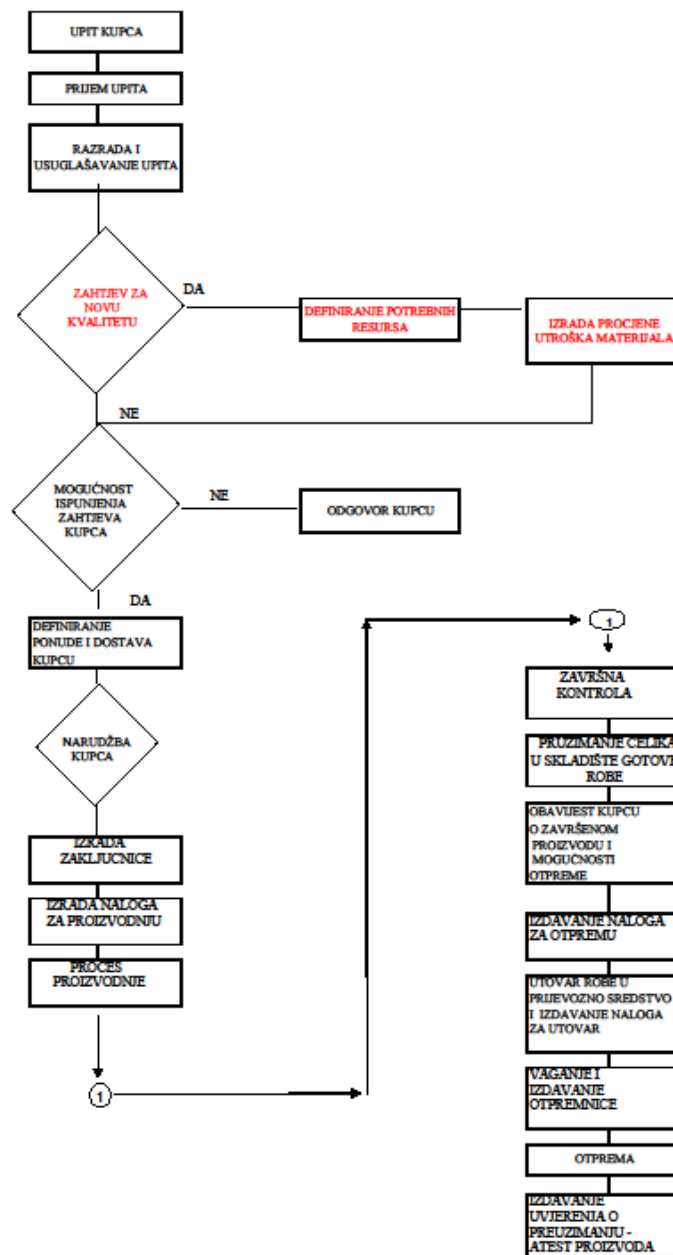 UPIT KUPCA
PRIJEM UPITA
RAZRADA I
USUGLAŠAVANJE UPITA
ZAHTJEV ZA
NOVU
KVALITETU
DA
DEFINIRANJE POTREBNIH
RESURSA
IZRADA PROCJENE
UTROŠKA MATERIJALA
NE
MOGUĆNOST
ISPUNJENJA
ZAHTJEVA
KUPCA
NE
ODGOVOR KUPCU
DA
DEFINIRANJE
PONUDE I DOSTAVA
KUPCU
NARUDŽBA
KUPCA
IZRADA
ZAKLJUCNICE
IZRADA NALOGA
ZA PROIZVODNJU
PROCES
PROIZVODNJE
1
1
ZAVRŠNA
KONTROLA
PRUZIMANJE CELIKA
U SKLADIŠTE GOTOVE
ROBE
OBAVIJEST KUPCU
O ZAVRŠENOM
PROIZVODU I
MOGUĆNOSTI
OTPREME
IZDAVANJE NALOGA
ZA OTPREMU
UTOVAR ROBE U
PRIJEVOZNO SREDSTVO
I IZDAVANJE NALOGA
ZA UTOVAR
VAGANJE I
IZDAVANJE
OTPREMNICE
OTPREMA
IZDAVANJE
UVJERENJA O
PREUZIMANJU -
ATEST PROIZVODA